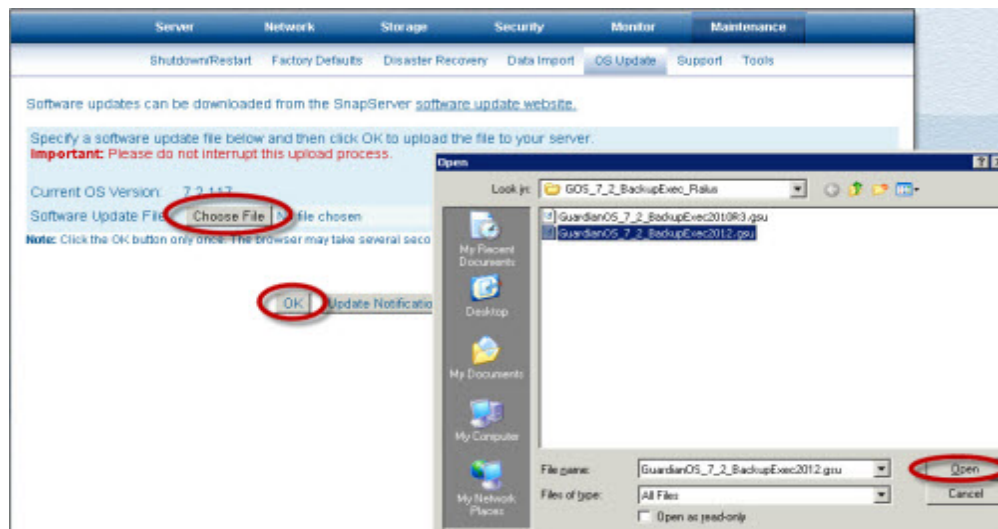 Server Network Storage Security Monitor Maintenance
Shutdown/Restart Factory Defaults Disaster Recovery Data Import OS Update Support Tools
Software updates can be downloaded from the SnapServer software update website.
Specify a software update file below and then click OK to upload the file to your server.
Important: Please do not interrupt this upload process.
Current OS Version: 7.2.117
Software Update File Choose File No file chosen
Note: Click the OK button only once. The browser may take several seco
OK Update Notificatio
Open
Look in: GOS_7_2_BackupExec_Ralus
GuardianOS_7_2_BackupExec2010R3.gsu
GuardianOS_7_2_BackupExec2012.gsu
My Recent
Documents
Desktop
My Documents
My Computer
My Network
Places
File name: GuardianOS_7_2_BackupExec2012.gsu Open
Files of type: All Files Cancel
Open as read-only